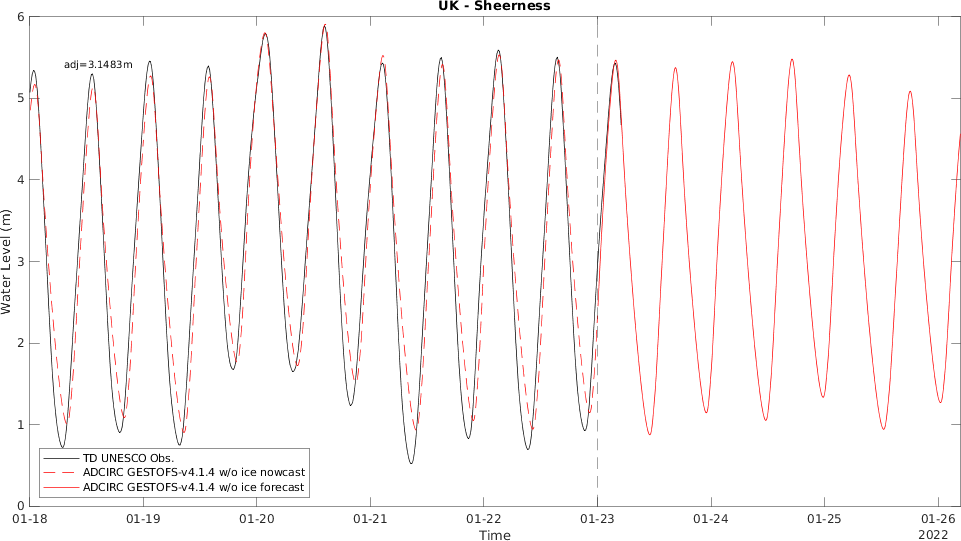 UK - Sheerness
adj=3.1483m
Water Level (m)
6
5
4
3
2
1
0
TD UNESCO Obs.
ADCIRC GESTOFS-v4.1.4 w/o ice nowcast
ADCIRC GESTOFS-v4.1.4 w/o ice forecast
01-18 01-19 01-20 01-21 01-22 01-23 01-24 01-25 01-26
2022
Time